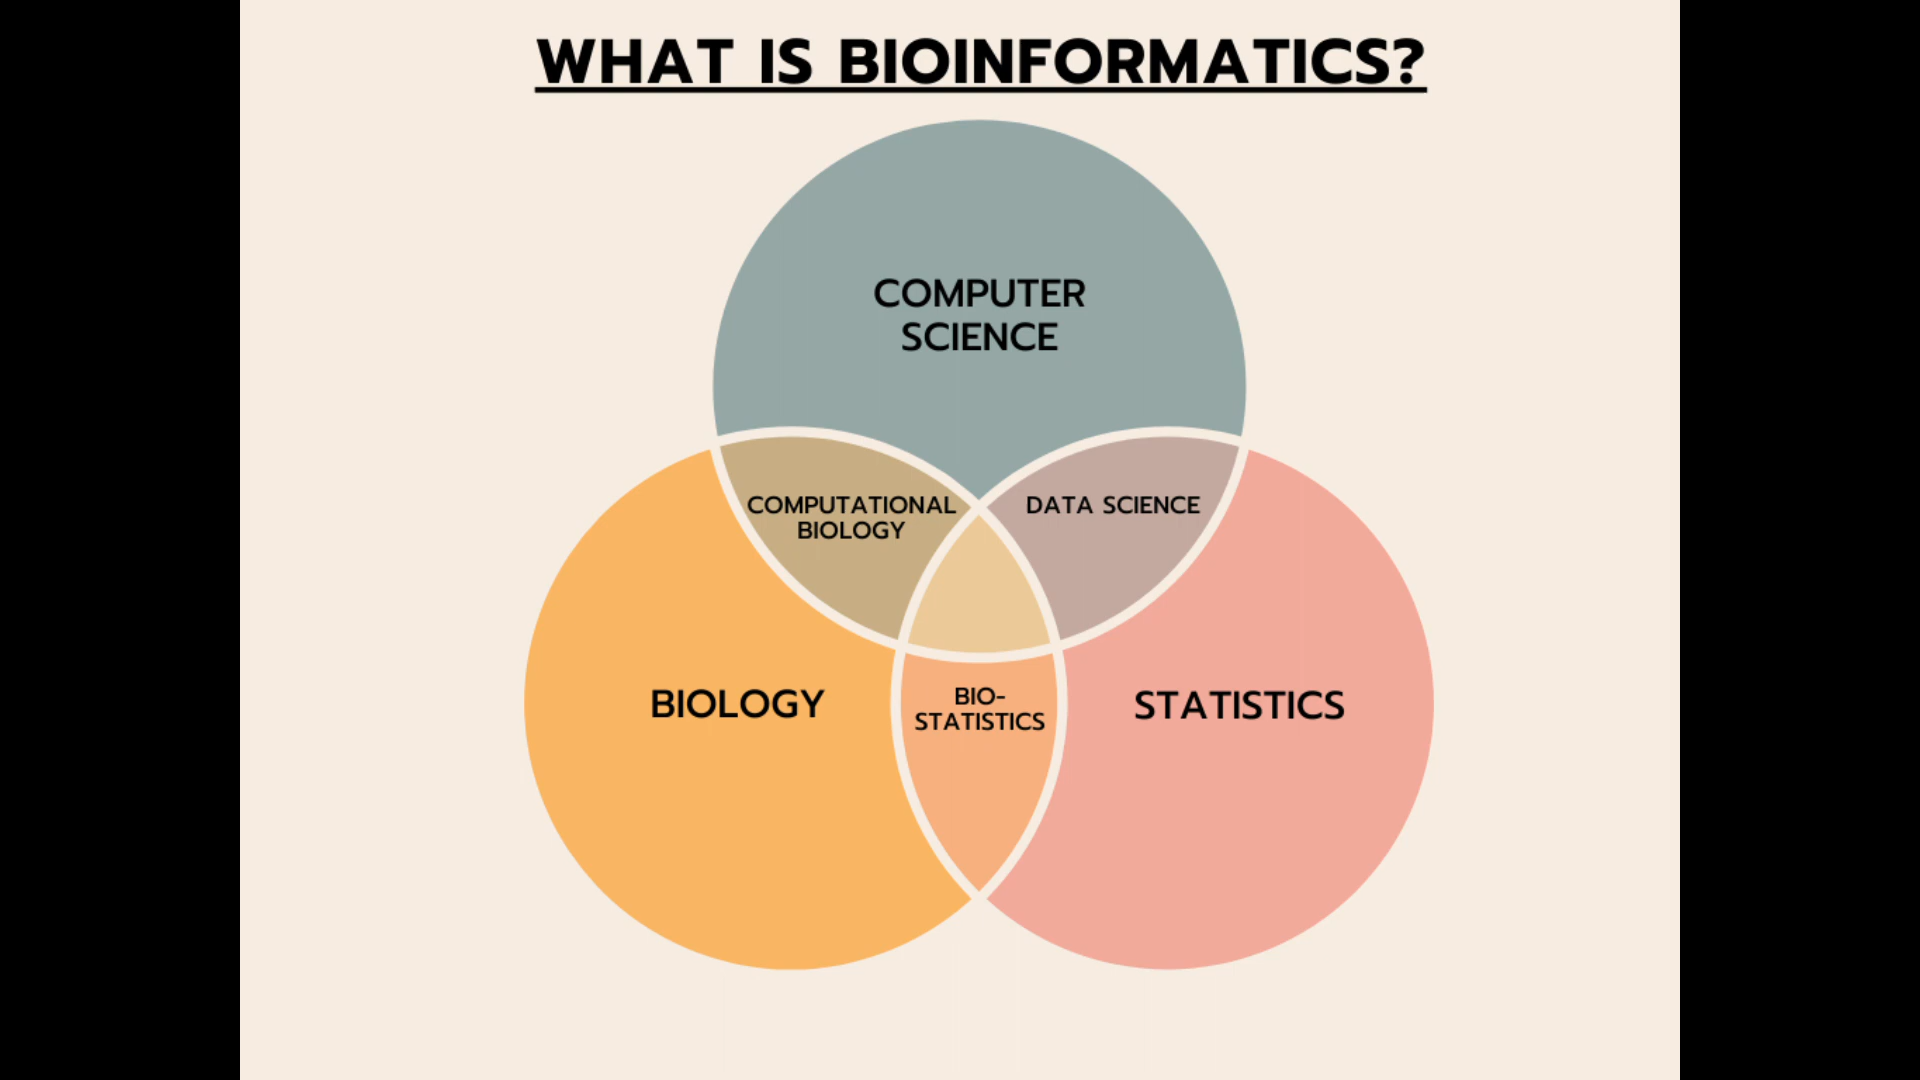 WHAT IS BIOINFORMATICS?
COMPUTER
SCIENCE
COMPUTATIONAL
BIOLOGY
DATA SCIENCE
BIOLOGY
BIO-
STATISTICS
STATISTICS